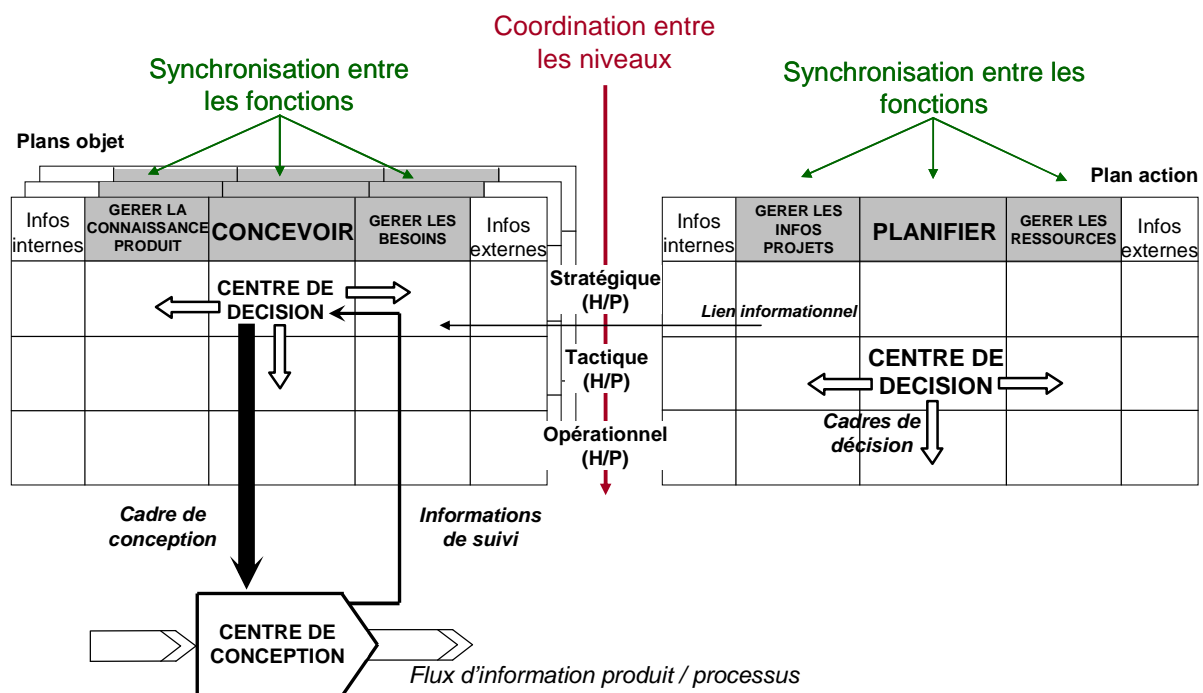 Coordination entre
les niveaux
Synchronisation entre
les fonctions
Synchronisation entre les
fonctions
Plans objet
Plan action
Infos
internes
GERER LA
CONNAISSANCE
PRODUIT
CONCEVOIR
GERER LES
BESOINS
Infos
externes
Infos
internes
GERER LES
INFOS
PROJETS
PLANIFIER
GERER LES
RESSOURCES
Infos
externes
CENTRE DE
DECISION
Stratégique
(H/P)
Lien informationnel
Tactique
(H/P)
CENTRE DE
DECISION
Opérationnel
(H/P)
Cadres de
décision
Cadre de
conception
Informations
de suivi
CENTRE DE
CONCEPTION
Flux d'information produit / processus